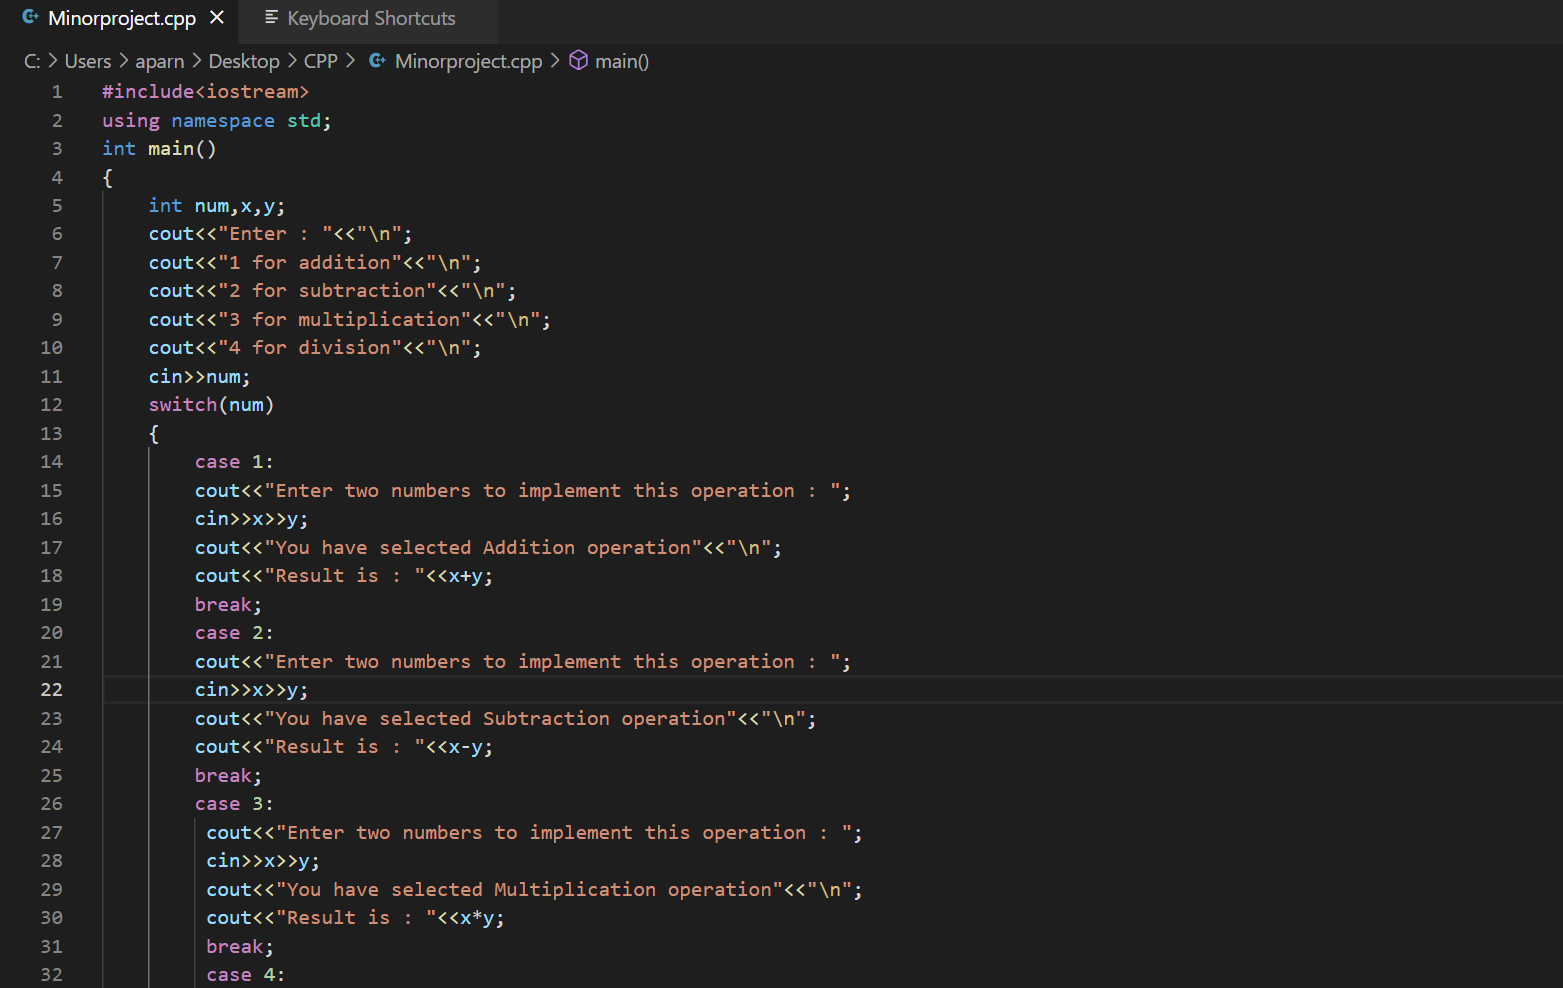 Minorproject.cpp × Keyboard Shortcuts
C: > Users > aparn > Desktop > CPP > Minorproject.cpp > main()
1 #include<iostream>
2 using namespace std;
3 int main()
4 {
5 int num,x,y;
6 cout<<"Enter : "<<"\n";
7 cout<<"1 for addition"<<"\n";
8 cout<<"2 for subtraction"<<"\n";
9 cout<<"3 for multiplication"<<"\n";
10 cout<<"4 for division"<<"\n";
11 cin>>num;
12 switch(num)
13 {
14 case 1:
15 cout<<"Enter two numbers to implement this operation : ";
16 cin>>x>>y;
17 cout<<"You have selected Addition operation"<<"\n";
18 cout<<"Result is : "<<x+y;
19 break;
20 case 2:
21 cout<<"Enter two numbers to implement this operation : ";
22 cin>>x>>y;
23 cout<<"You have selected Subtraction operation"<<"\n";
24 cout<<"Result is : "<<x-y;
25 break;
26 case 3:
27 cout<<"Enter two numbers to implement this operation : ";
28 cin>>x>>y;
29 cout<<"You have selected Multiplication operation"<<"\n";
30 cout<<"Result is : "<<x*y;
31 break;
32 case 4: